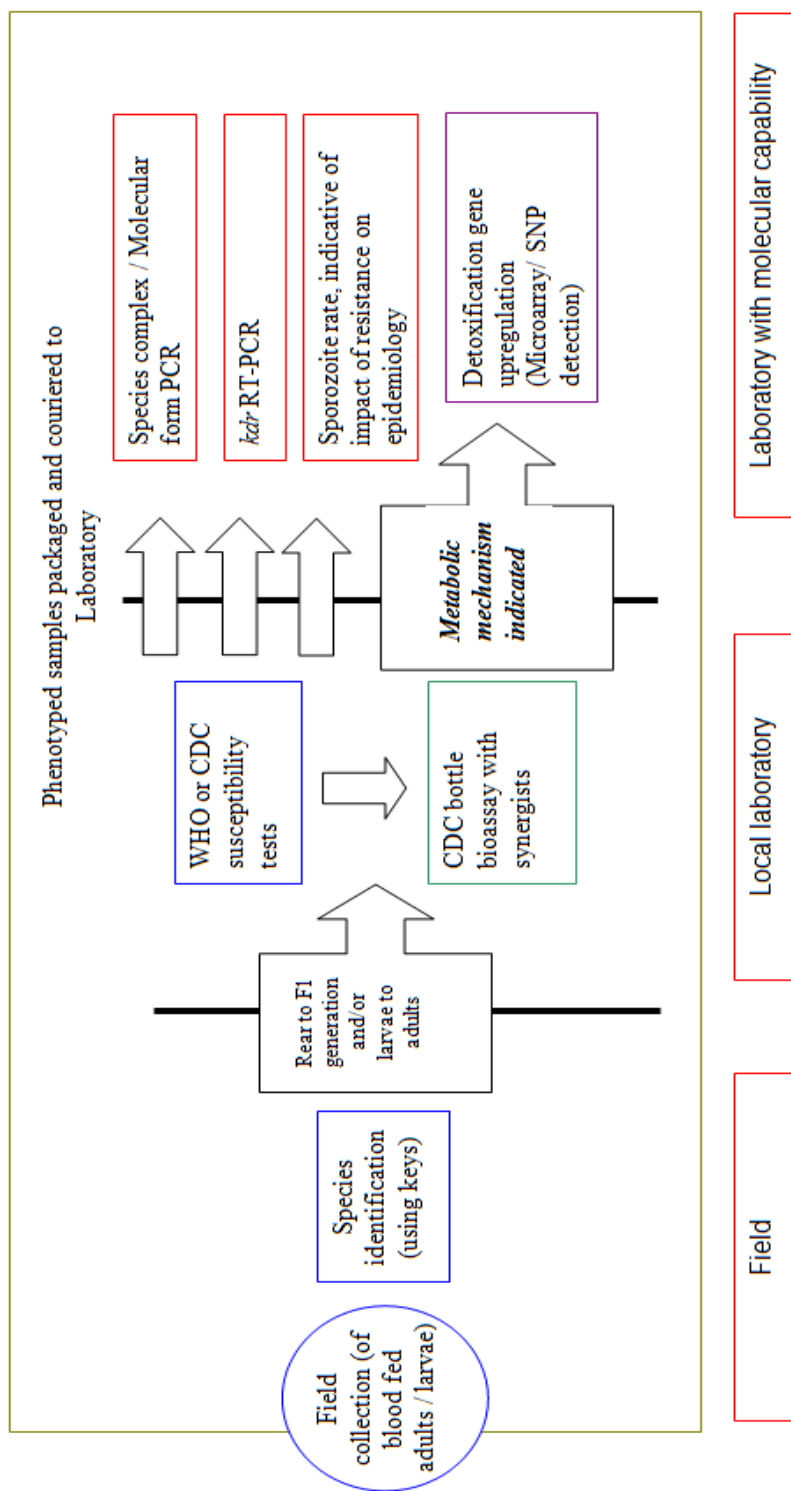 Phenotyped samples packaged and couriered to
Laboratory
Field
collection (of
blood fed
adults / larvae)
Species
identification
(using keys)
Rear to F1
generation
and/or
larvae to
adults
WHO or CDC
susceptibility
tests
CDC bottle
bioassay with
synergists
Metabolic
mechanism
indicated
Species complex / Molecular
form PCR
kdr RT-PCR
Sporozoite rate, indicative of
impact of resistance on
epidemiology
Detoxification gene
upregulation
(Microarray/ SNP
detection)
Field
Local laboratory
Laboratory with molecular capability